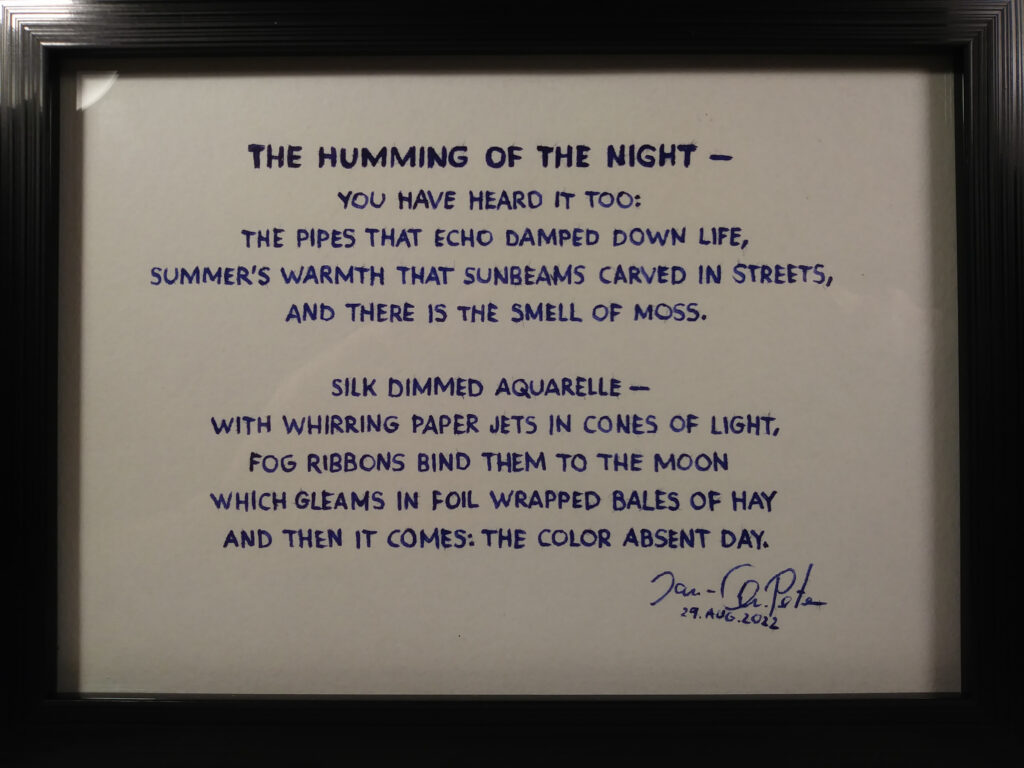 THE HUMMING OF THE NIGHT –
YOU HAVE HEARD IT TOO:
THE PIPES THAT ECHO DAMPED DOWN LIFE,
SUMMER'S WARMTH THAT SUNBEAMS CARVED IN STREETS,
AND THERE IS THE SMELL OF MOSS.
SILK DIMMED AQUARELLE –
WITH WHIRRING PAPER JETS IN CONES OF LIGHT,
FOG RIBBONS BIND THEM TO THE MOON
WHICH GLEAMS IN FOIL WRAPPED BALES OF HAY
AND THEN IT COMES: THE COLOR ABSENT DAY.
29. AUG. 2022